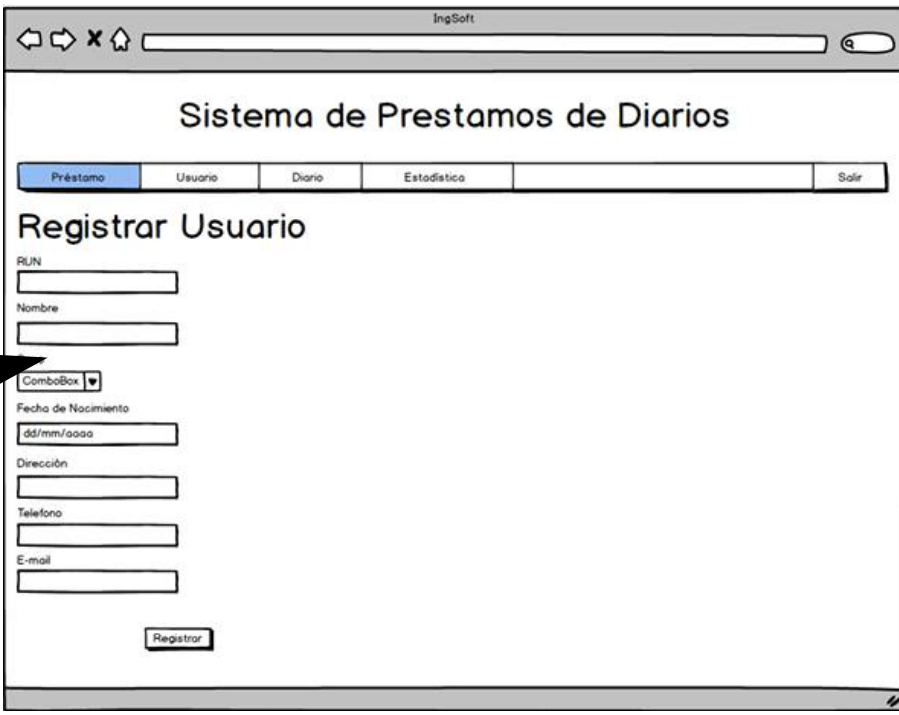 IngSoft
Sistema de Prestamos de Diarios
Préstamo Usuario Diario Estadística Salir
Registrar Usuario
RUN
Nombre
ComboBox
Fecha de Nacimiento
dd/mm/aaaa
Dirección
Telefono
E-mail
Registrar